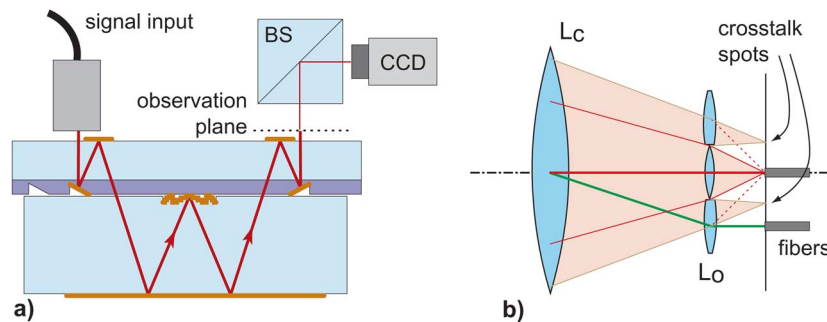 signal input
BS
CCD
observation
plane
a)
Lc
crosstalk
spots
Lo
fibers
b)